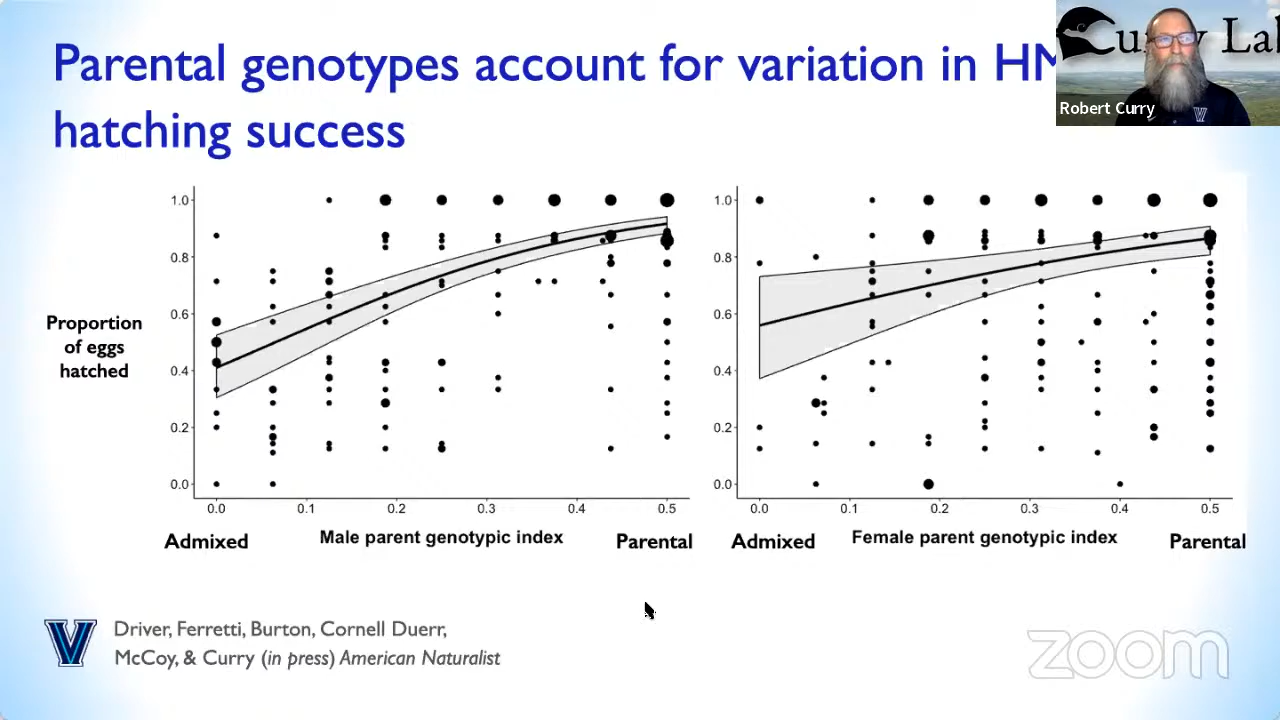 Parental genotypes account for variation in HM
hatching success
Lab
Robert Curry
Proportion
of eggs
hatched
1.0
0.8
0.6
0.4
0.2
0.0
0.0 0.1 0.2 0.3 0.4 0.5
Admixed Male parent genotypic index Parental
1.0
0.8
0.6
0.4
0.2
0.0
0.0 0.1 0.2 0.3 0.4 0.5
Admixed Female parent genotypic index Parental
V
Driver, Ferretti, Burton, Cornell Duerr,
McCoy, & Curry (in press) American Naturalist
zoom